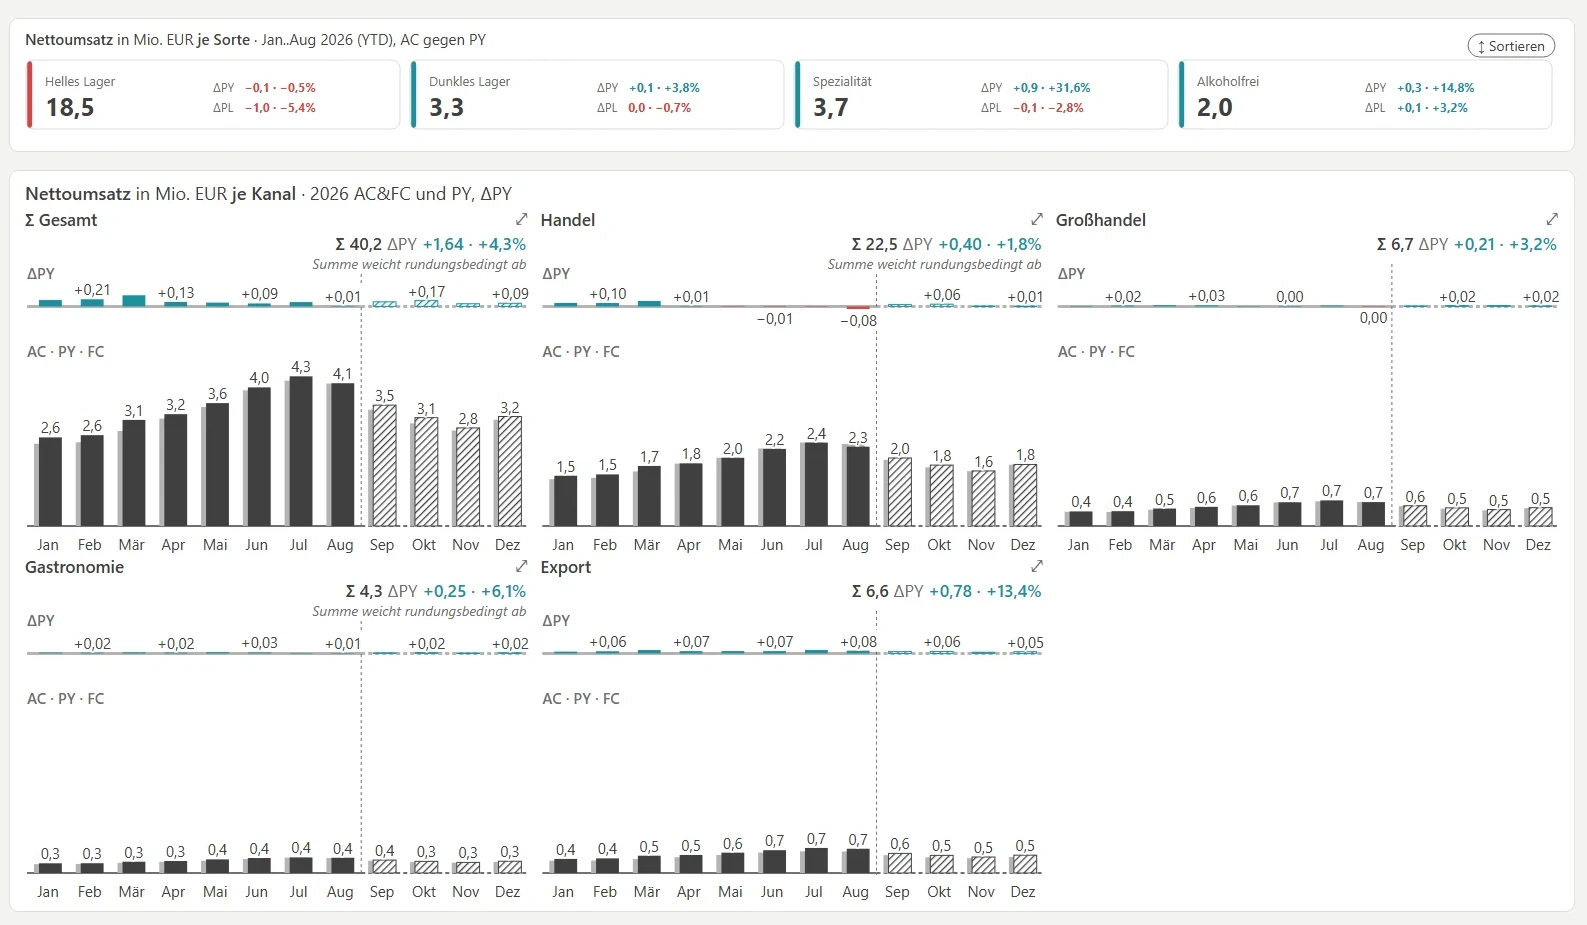 Nettoumsatz in Mio. EUR je Sorte · Jan..Aug 2026 (YTD), AC gegen PY
↕ Sortieren
Helles Lager
18,5
ΔPY −0,1 · −0,5%
ΔPL −1,0 · −5,4%
Dunkles Lager
3,3
ΔPY +0,1 · +3,8%
ΔPL 0,0 · −0,7%
Spezialität
3,7
ΔPY +0,9 · +31,6%
ΔPL −0,1 · −2,8%
Alkoholfrei
2,0
ΔPY +0,3 · +14,8%
ΔPL +0,1 · +3,2%
Nettoumsatz in Mio. EUR je Kanal · 2026 AC&FC und PY, ΔPY
Σ Gesamt
Σ 40,2 ΔPY +1,64 · +4,3%
Summe weicht rundungsbedingt ab
ΔPY
+0,21 +0,13 +0,09 +0,01 +0,17 +0,09
AC · PY · FC
2,6 2,6 3,1 3,2 3,6 4,0 4,3 4,1 3,5 3,1 2,8 3,2
Jan Feb Mär Apr Mai Jun Jul Aug Sep Okt Nov Dez
Handel
Σ 22,5 ΔPY +0,40 · +1,8%
Summe weicht rundungsbedingt ab
ΔPY
+0,10 +0,01 −0,01 −0,08 +0,06 +0,01
AC · PY · FC
1,5 1,5 1,7 1,8 2,0 2,2 2,4 2,3 2,0 1,8 1,6 1,8
Jan Feb Mär Apr Mai Jun Jul Aug Sep Okt Nov Dez
Großhandel
Σ 6,7 ΔPY +0,21 · +3,2%
ΔPY
+0,02 +0,03 0,00 0,00 +0,02 +0,02
AC · PY · FC
0,4 0,4 0,5 0,6 0,6 0,7 0,7 0,7 0,6 0,5 0,5 0,5
Jan Feb Mär Apr Mai Jun Jul Aug Sep Okt Nov Dez
Gastronomie
Σ 4,3 ΔPY +0,25 · +6,1%
Summe weicht rundungsbedingt ab
ΔPY
+0,02 +0,02 +0,03 +0,01 +0,02 +0,02
AC · PY · FC
0,3 0,3 0,3 0,3 0,4 0,4 0,4 0,4 0,4 0,3 0,3 0,3
Jan Feb Mär Apr Mai Jun Jul Aug Sep Okt Nov Dez
Export
Σ 6,6 ΔPY +0,78 · +13,4%
ΔPY
+0,06 +0,07 +0,07 +0,08 +0,06 +0,05
AC · PY · FC
0,4 0,4 0,5 0,5 0,6 0,7 0,7 0,7 0,6 0,5 0,5 0,5
Jan Feb Mär Apr Mai Jun Jul Aug Sep Okt Nov Dez